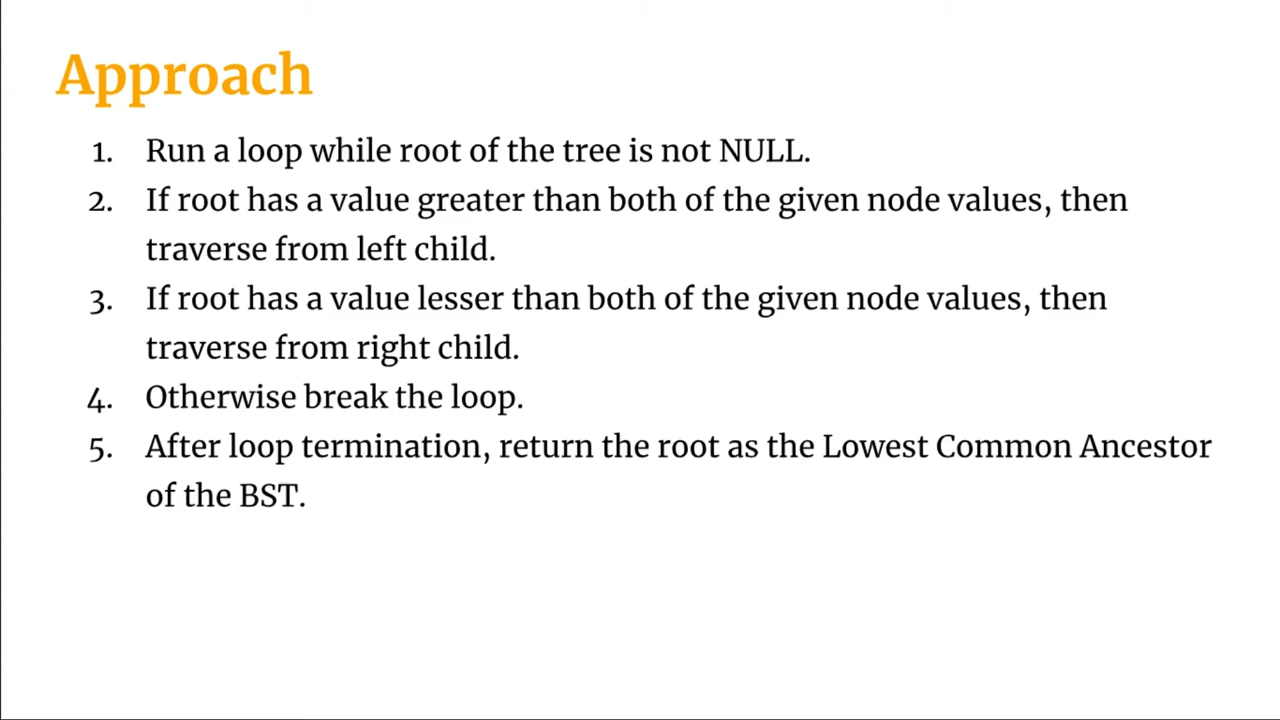 Approach
1. Run a loop while root of the tree is not NULL.
2. If root has a value greater than both of the given node values, then
traverse from left child.
3. If root has a value lesser than both of the given node values, then
traverse from right child.
4. Otherwise break the loop.
5. After loop termination, return the root as the Lowest Common Ancestor
of the BST.